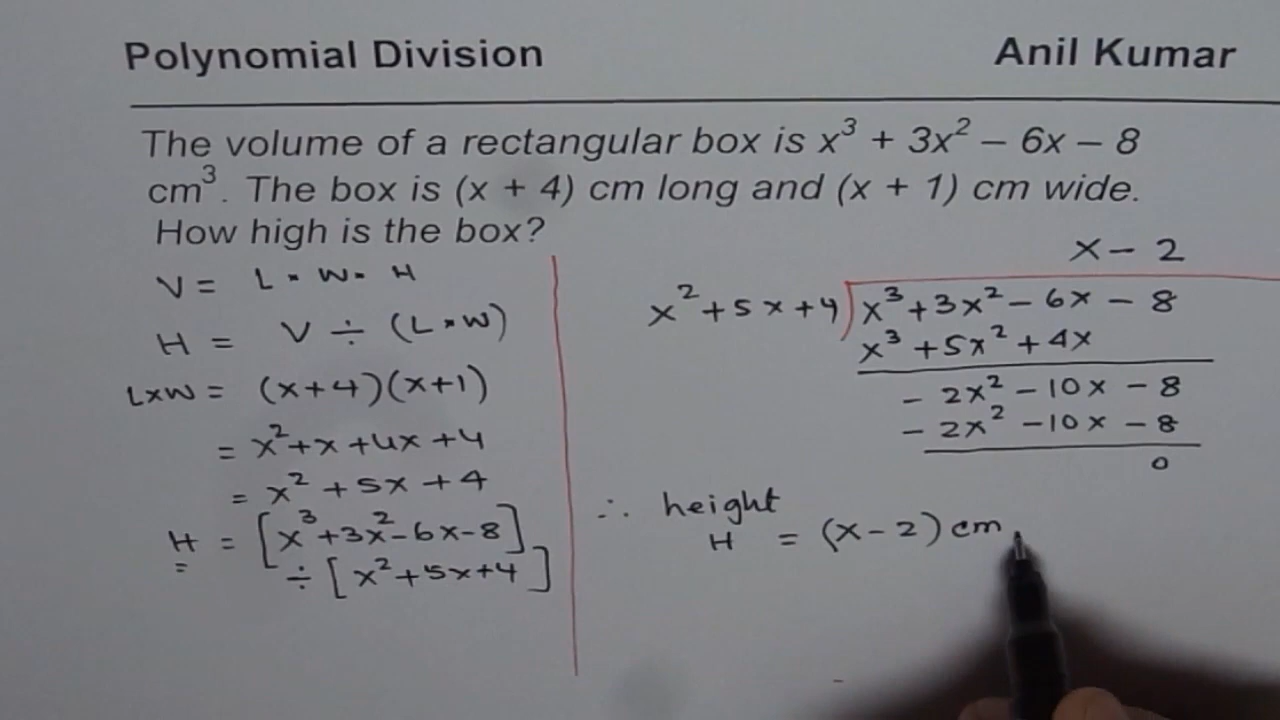 Polynomial Division
Anil Kumar
The volume of a rectangular box is x³ + 3x² – 6x – 8
cm³. The box is (x + 4) cm long and (x + 1) cm wide.
How high is the box?
V = L × W × H
H = V ÷ (L×W)
L×W = (x+4)(x+1)
= x²+x+4x+4
= x²+5x+4
H = [x³+3x²-6x-8]
÷ [x²+5x+4]
x - 2
x²+5x+4)x³+3x²-6x-8
x³+5x²+4x
-2x²-10x-8
-2x²-10x-8
0
∴ height
H = (x-2)cm